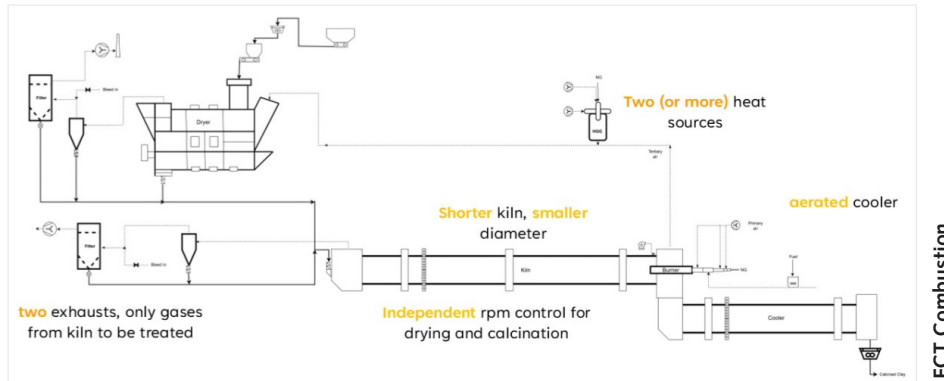 Filter
Bleed in
Dryer
NG
HGG
Two (or more) heat
sources
Tertiary
air
aerated cooler
Shorter kiln, smaller
diameter
Primary
air
Filter
Bleed in
Kiln
Burner
NG
Fuel
two exhausts, only gases
from kiln to be treated
Independent rpm control for
drying and calcination
Cooler
Calcined Clay
FCT Combustion